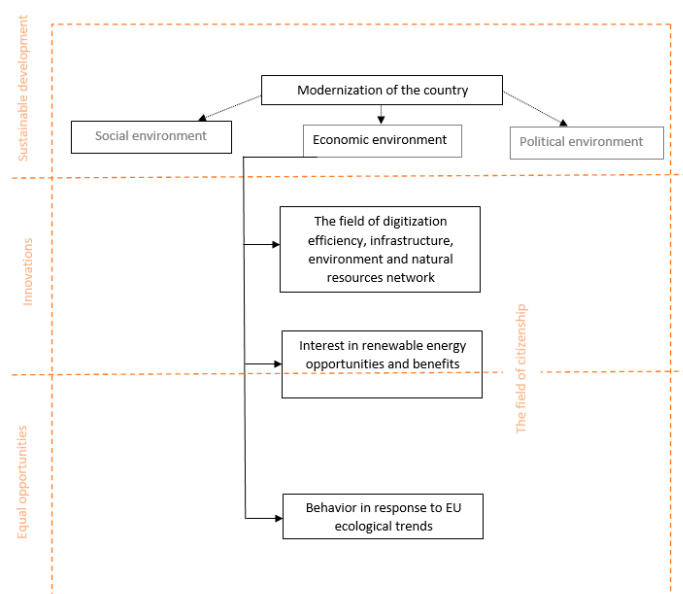 Sustainable development
Modernization of the country
Social environment
Economic environment
Political environment
Innovations
The field of digitization
efficiency, infrastructure,
environment and natural
resources network
Interest in renewable energy
opportunities and benefits
The field of citizenship
Equal opportunities
Behavior in response to EU
ecological trends